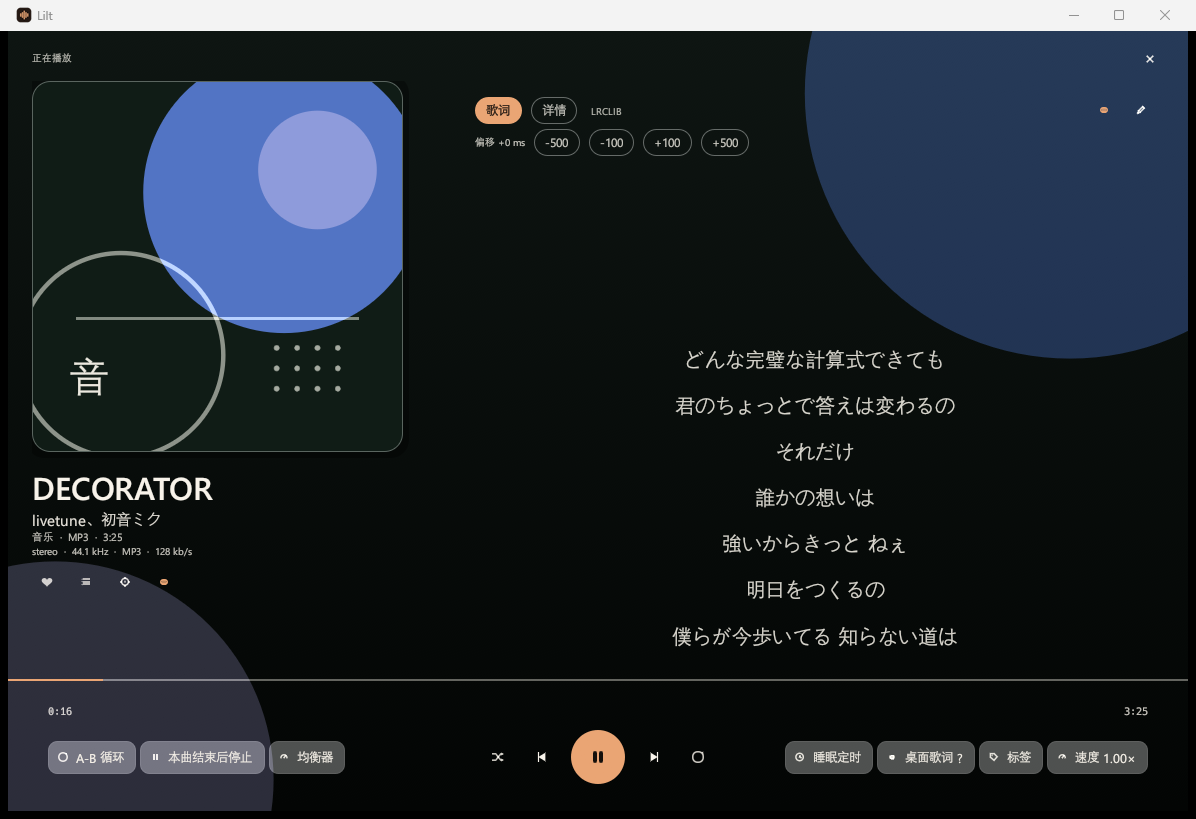 Lilt
正在播放
音
歌词 详情 LRCLIB
偏移 +0 ms -500 -100 +100 +500
どんな完璧な計算式できても
君のちょっとで答えは変わるの
それだけ
誰かの想いは
強いからきっと ねぇ
明日をつくるの
僕らが今歩いてる 知らない道は
DECORATOR
livetune、初音ミク
音乐 · MP3 · 3:25
stereo · 44.1 kHz · MP3 · 128 kb/s
0:16 3:25
A-B 循环 本曲结束后停止 均衡器 睡眠定时 桌面歌词 ? 标签 速度 1.00×